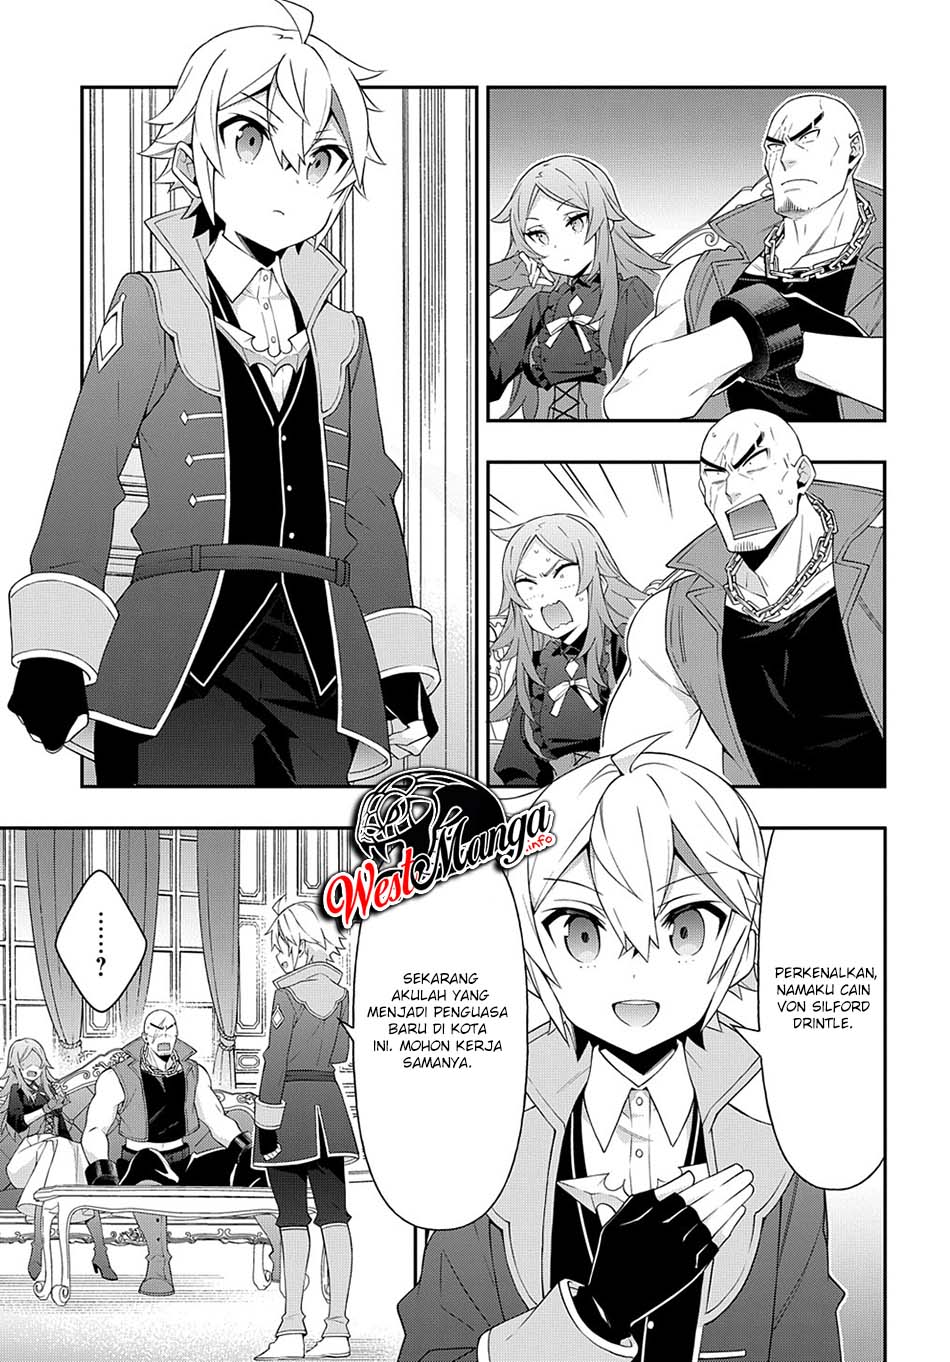 PERKENALKAN,
NAMAKU CAIN
VON SILFORD
DRINTLE.
SEKARANG
AKULAH YANG
MENJADI PENGUASA
BARU DI KOTA
INI. MOHON KERJA
SAMANYA.
......?
WestManga
.info